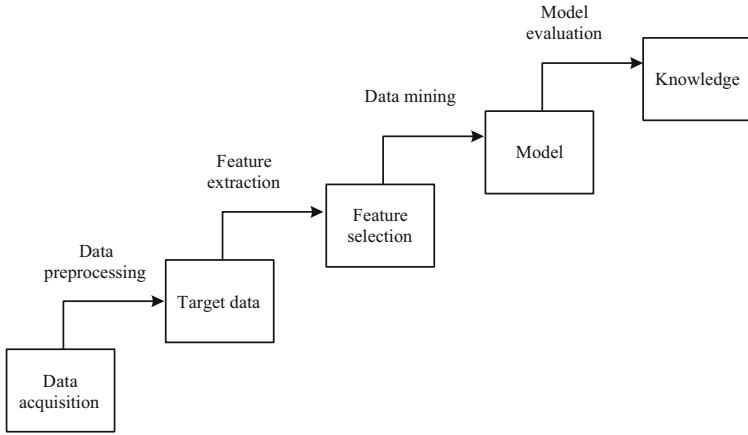 Model
evaluation
Knowledge
Data mining
Model
Feature
extraction
Feature
selection
Data
preprocessing
Target data
Data
acquisition